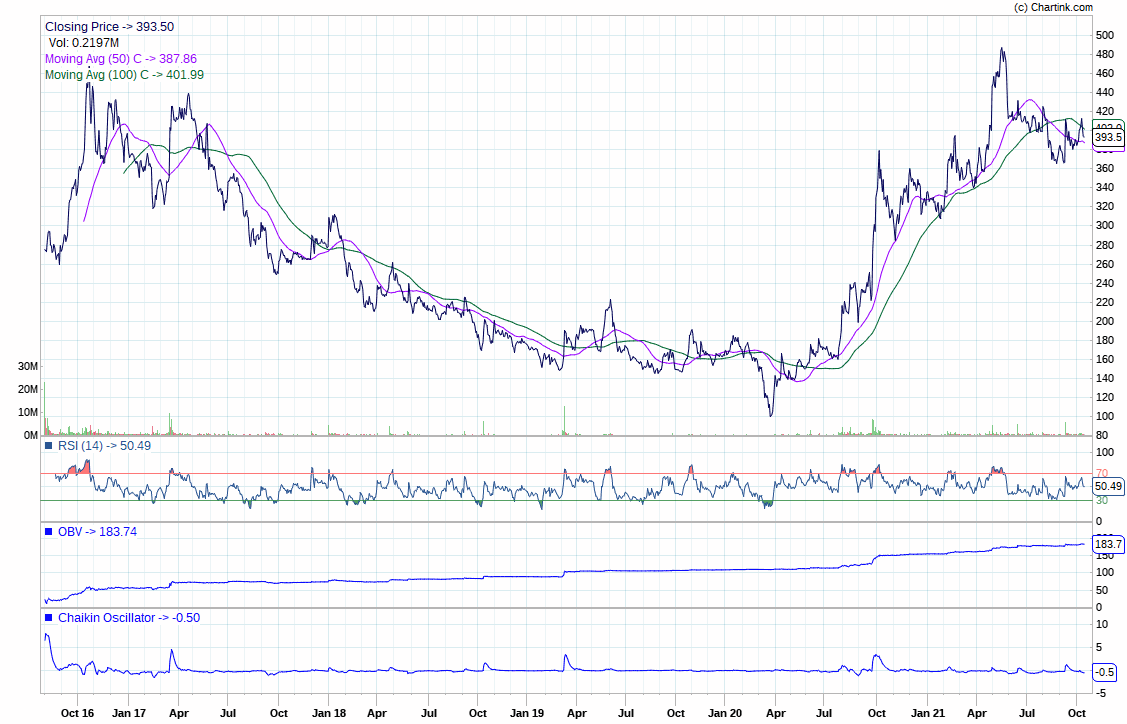 (c) Chartink.com
Closing Price -> 393.50
Vol: 0.2197M
Moving Avg (50) C -> 387.86
Moving Avg (100) C -> 401.99
500
480
460
440
420
393.5
380
360
340
320
300
280
260
240
220
200
180
160
140
120
100
80
30M
20M
10M
0M
RSI (14) -> 50.49
100
70
50.49
30
0
OBV -> 183.74
183.7
150
100
50
0
Chaikin Oscillator -> -0.50
10
5
-0.5
-5
Oct 16 Jan 17 Apr Jul Oct Jan 18 Apr Jul Oct Jan 19 Apr Jul Oct Jan 20 Apr Jul Oct Jan 21 Apr Jul Oct